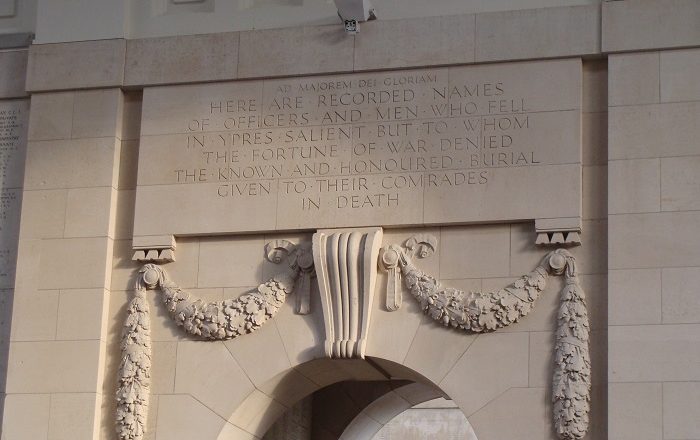 AD MAJOREM DEI GLORIAM
HERE · ARE · RECORDED · NAMES
OF · OFFICERS · AND · MEN · WHO · FELL
IN · YPRES · SALIENT · BUT · TO · WHOM
THE · FORTUNE · OF · WAR · DENIED
THE · KNOWN · AND · HONOURED · BURIAL
GIVEN · TO · THEIR · COMRADES
IN · DEATH